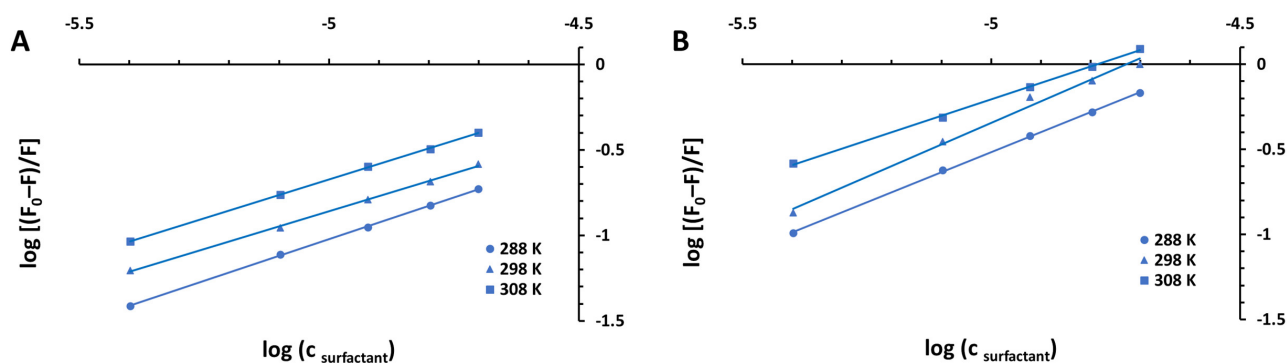 A
-5.5
-5
-4.5
0
-0.5
-1
-1.5
log [(F₀−F)/F]
288 K
298 K
308 K
log (c surfactant)
B
-5.5
-5
-4.5
0
-0.5
-1
-1.5
log [(F₀−F)/F]
288 K
298 K
308 K
log (c surfactant)